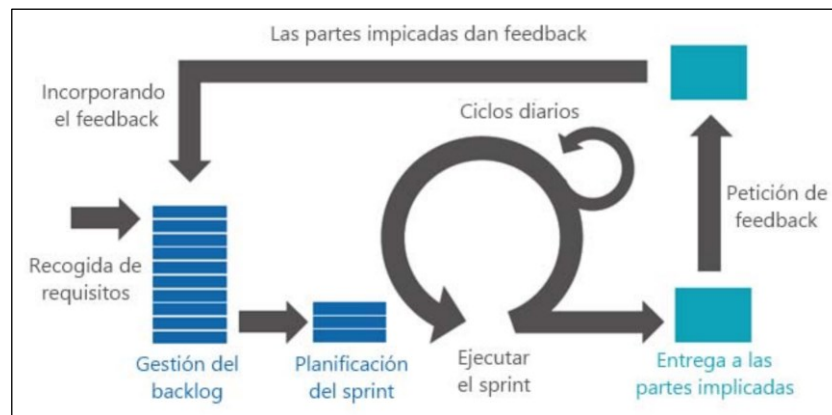 Las partes impicadas dan feedback
Incorporando
el feedback
Ciclos diarios
Petición de
feedback
Recogida de
requisitos
Gestión del
backlog
Planificación
del sprint
Ejecutar
el sprint
Entrega a las
partes implicadas